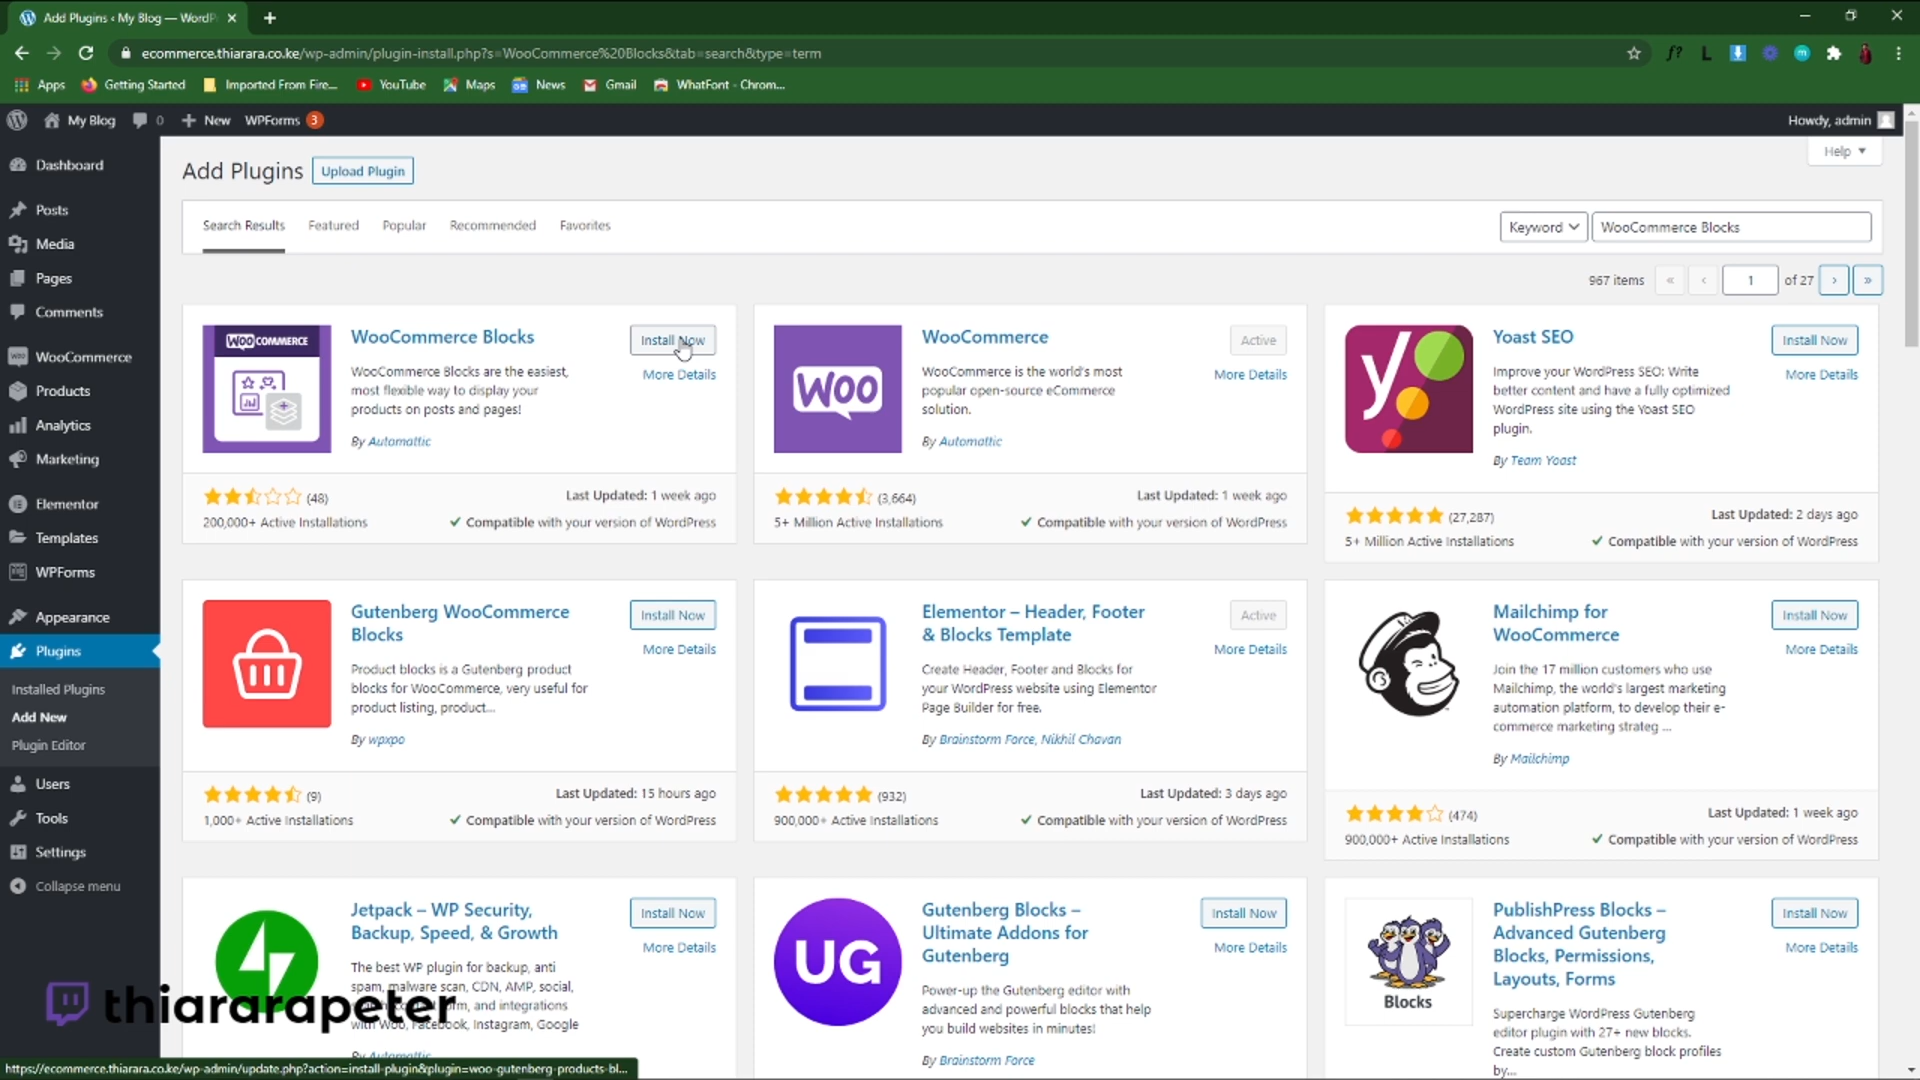 Add Plugins ‹ My Blog — WordP
ecommerce.thiarara.co.ke/wp-admin/plugin-install.php?s=WooCommerce%20Blocks&tab=search&type=term
f?
L
Apps
Getting Started
Imported From Fire...
YouTube
Maps
News
Gmail
WhatFont - Chrom...
My Blog
0
New
WPForms 3
Howdy, admin
Dashboard
Posts
Media
Pages
Comments
WooCommerce
Products
Analytics
Marketing
Elementor
Templates
WPForms
Appearance
Plugins
Installed Plugins
Add New
Plugin Editor
Users
Tools
Settings
Collapse menu
Add Plugins
Upload Plugin
Help
Search Results
Featured
Popular
Recommended
Favorites
Keyword
WooCommerce Blocks
967 items « ‹ 1 of 27 › »
WOO COMMERCE
WooCommerce Blocks
Install Now
More Details
WooCommerce Blocks are the easiest,
most flexible way to display your
products on posts and pages!
By Automattic
(48)
Last Updated: 1 week ago
200,000+ Active Installations
Compatible with your version of WordPress
WOO
WooCommerce
Active
More Details
WooCommerce is the world's most
popular open-source eCommerce
solution.
By Automattic
(3,664)
Last Updated: 1 week ago
5+ Million Active Installations
Compatible with your version of WordPress
y
Yoast SEO
Install Now
More Details
Improve your WordPress SEO: Write
better content and have a fully optimized
WordPress site using the Yoast SEO
plugin.
By Team Yoast
(27,287)
Last Updated: 2 days ago
5+ Million Active Installations
Compatible with your version of WordPress
Gutenberg WooCommerce
Blocks
Install Now
More Details
Product blocks is a Gutenberg product
blocks for WooCommerce, very useful for
product listing, product...
By wpxpo
(9)
Last Updated: 15 hours ago
1,000+ Active Installations
Compatible with your version of WordPress
Elementor – Header, Footer
& Blocks Template
Active
More Details
Create Header, Footer and Blocks for
your WordPress website using Elementor
Page Builder for free.
By Brainstorm Force, Nikhil Chavan
(932)
Last Updated: 3 days ago
900,000+ Active Installations
Compatible with your version of WordPress
Mailchimp for
WooCommerce
Install Now
More Details
Join the 17 million customers who use
Mailchimp, the world's largest marketing
automation platform, to develop their e-
commerce marketing strateg ...
By Mailchimp
(474)
Last Updated: 1 week ago
900,000+ Active Installations
Compatible with your version of WordPress
Jetpack – WP Security,
Backup, Speed, & Growth
Install Now
More Details
The best WP plugin for backup, anti
spam, malware scan, CDN, AMP, social,
form, and integrations
with Woo, Facebook, Instagram, Google
By Automattic
UG
Gutenberg Blocks –
Ultimate Addons for
Gutenberg
Install Now
More Details
Power-up the Gutenberg editor with
advanced and powerful blocks that help
you build websites in minutes!
By Brainstorm Force
Blocks
PublishPress Blocks –
Advanced Gutenberg
Blocks, Permissions,
Layouts, Forms
Install Now
More Details
Supercharge WordPress Gutenberg
editor plugin with 27+ new blocks.
Create custom Gutenberg block profiles
by...
thiararapeter
https://ecommerce.thiarara.co.ke/wp-admin/update.php?action=install-plugin&plugin=woo-gutenberg-products-bl...